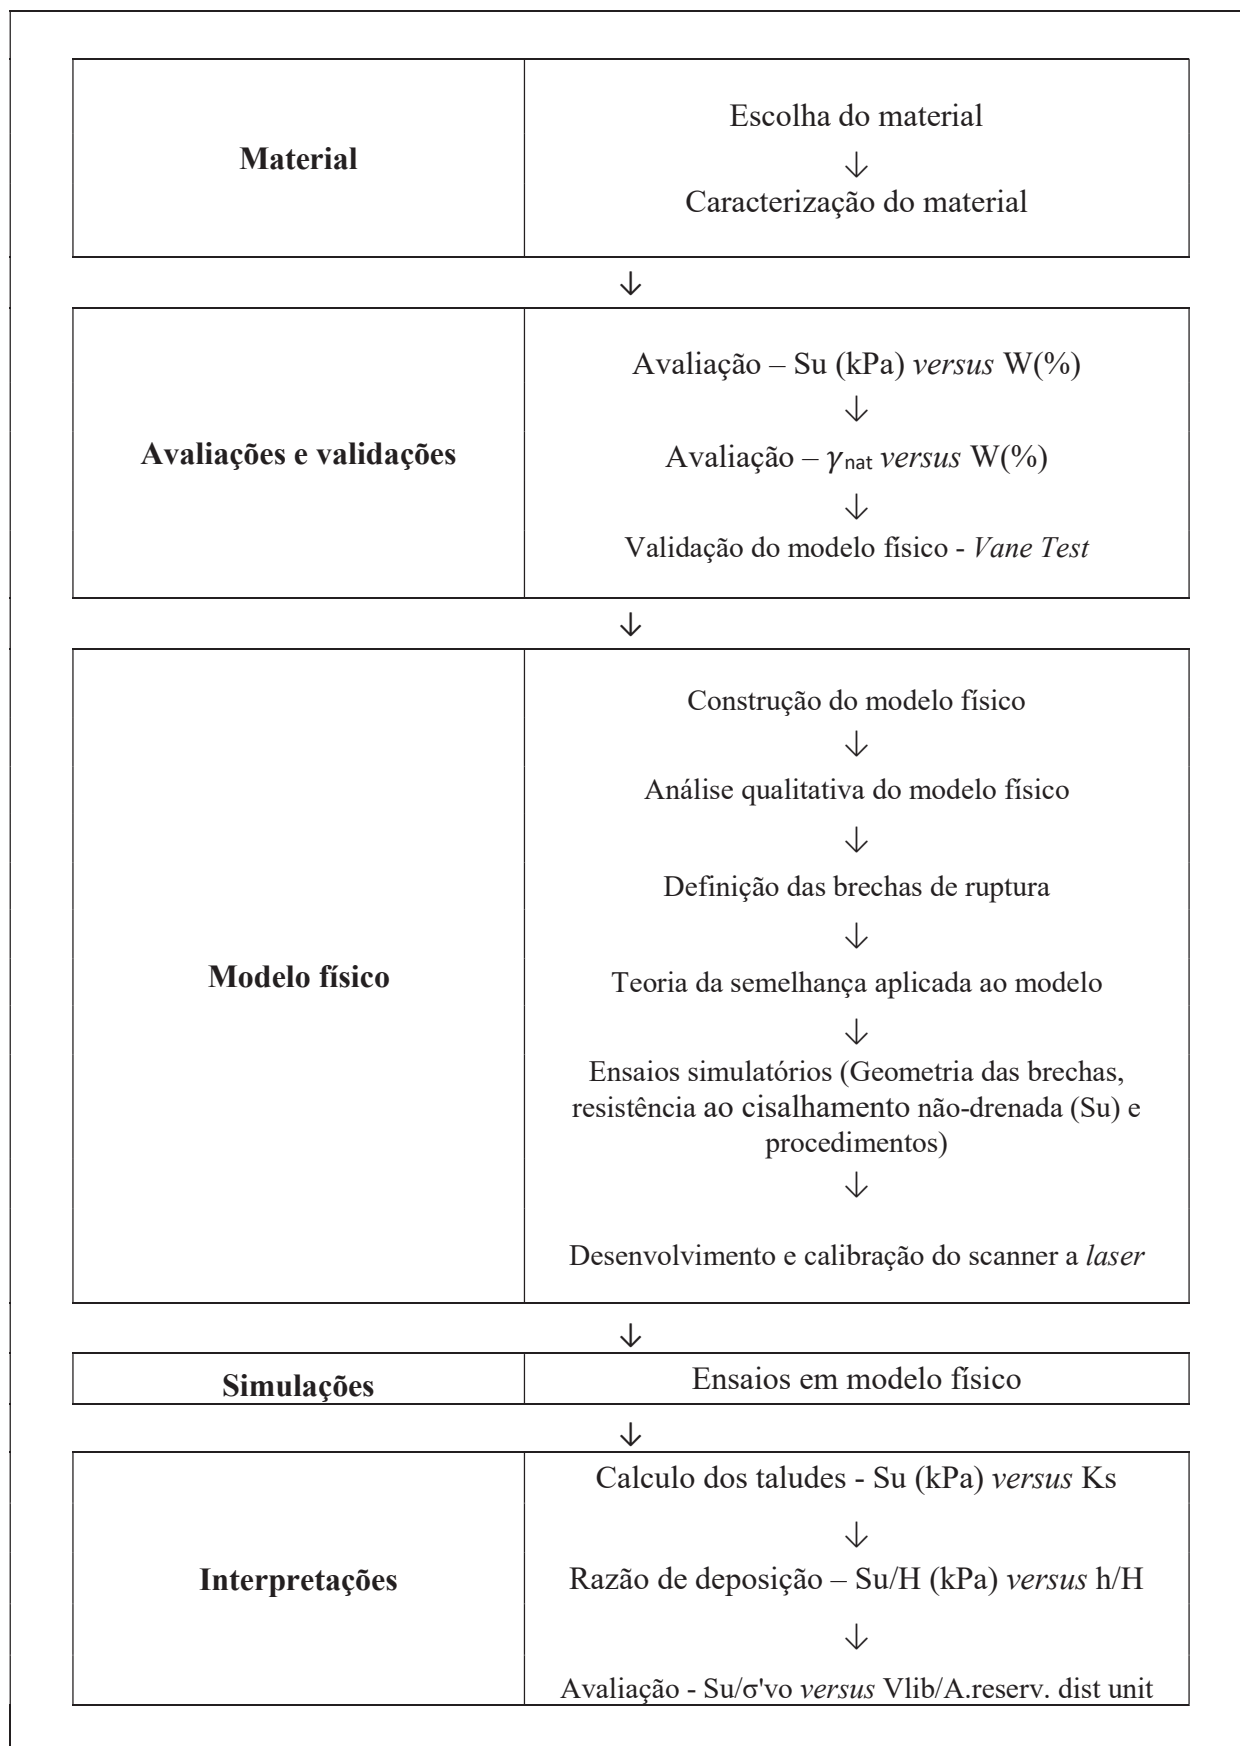 Material
Escolha do material
↓
Caracterização do material
↓
Avaliações e validações
Avaliação – Su (kPa) versus W(%)
↓
Avaliação – γnat versus W(%)
↓
Validação do modelo físico - Vane Test
↓
Modelo físico
Construção do modelo físico
↓
Análise qualitativa do modelo físico
↓
Definição das brechas de ruptura
↓
Teoria da semelhança aplicada ao modelo
↓
Ensaios simulatórios (Geometria das brechas,
resistência ao cisalhamento não-drenada (Su) e
procedimentos)
↓
Desenvolvimento e calibração do scanner a laser
↓
Simulações
Ensaios em modelo físico
↓
Interpretações
Calculo dos taludes - Su (kPa) versus Ks
↓
Razão de deposição – Su/H (kPa) versus h/H
↓
Avaliação - Su/σ'vo versus Vlib/A.reserv. dist unit